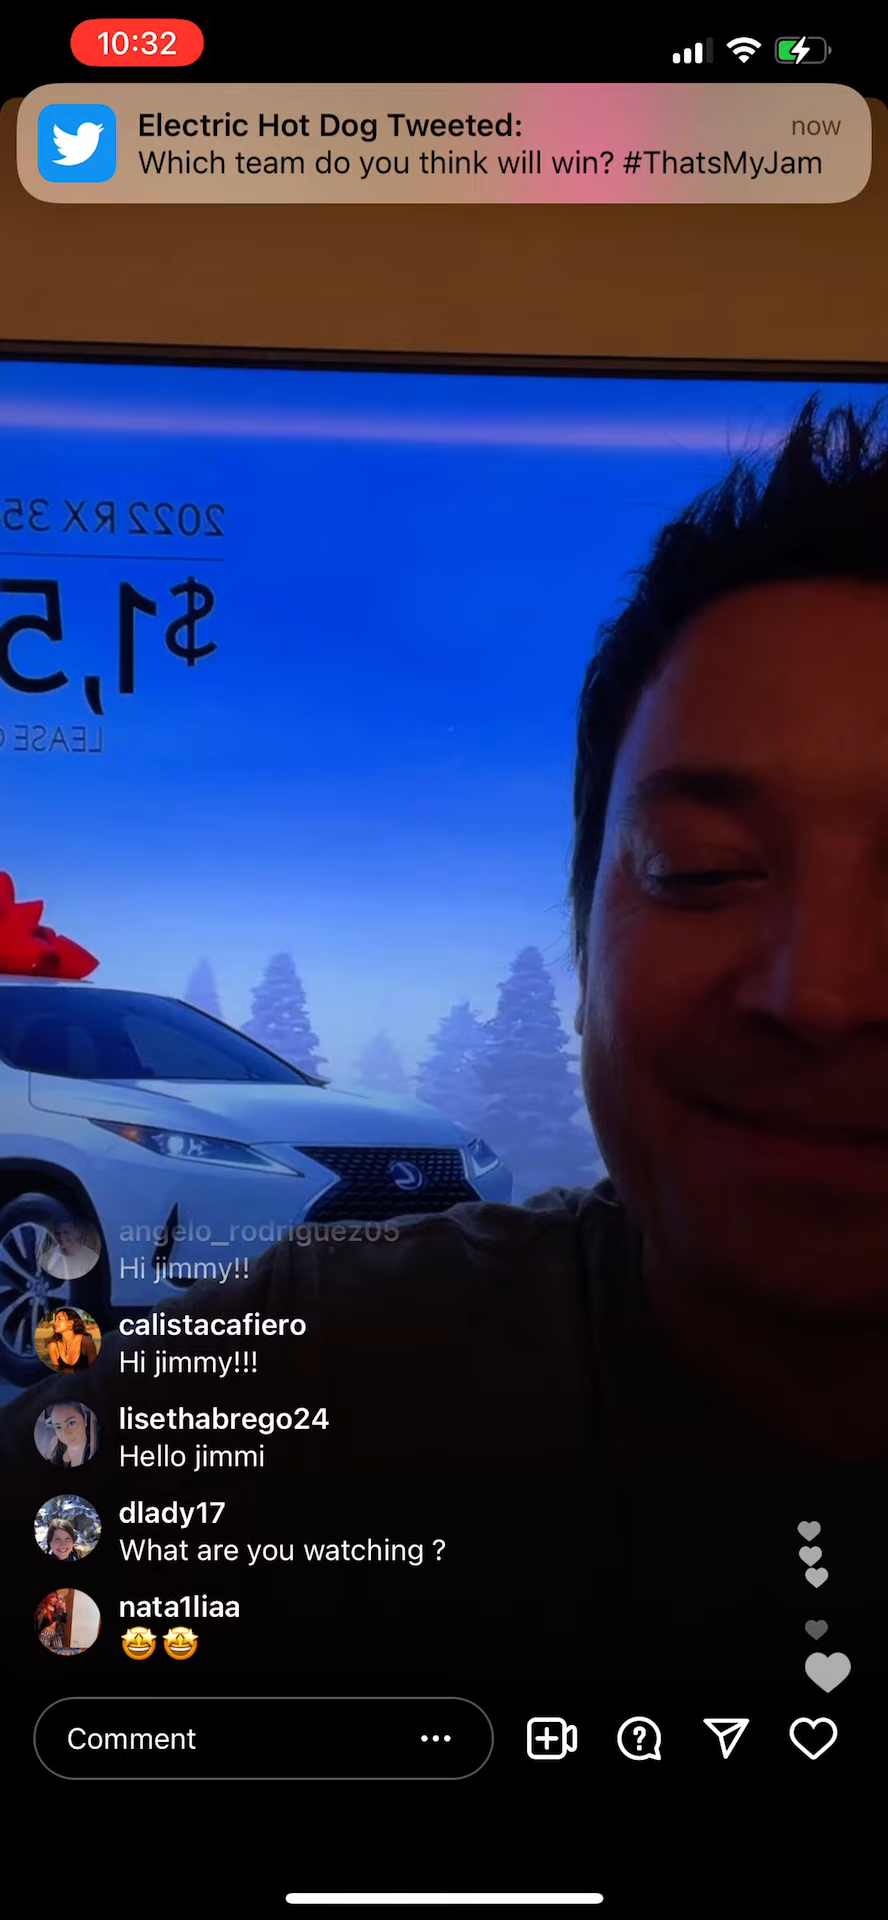 10:32
Electric Hot Dog Tweeted:
now
Which team do you think will win? #ThatsMyJam
2022 RX 35
$1,5
LEASE
angelo_rodriguez05
Hi jimmy!!
calistacafiero
Hi jimmy!!!
lisethabrego24
Hello jimmi
dlady17
What are you watching ?
nata1liaa
🤩🤩
Comment